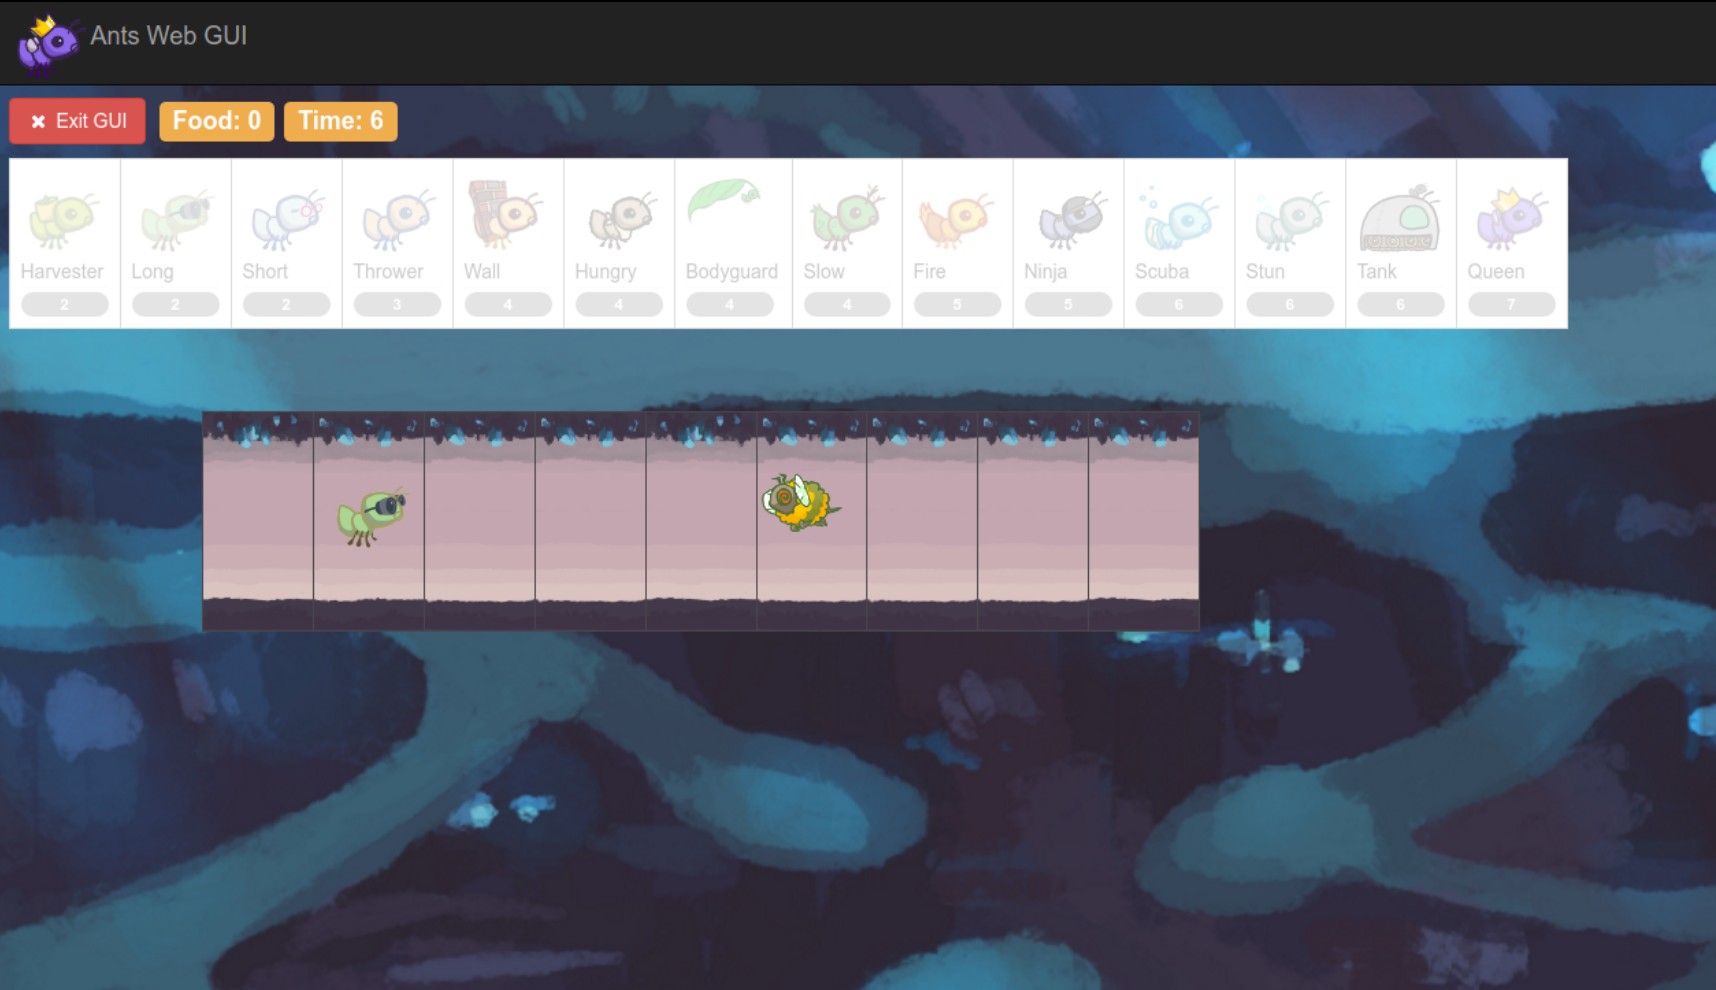 Ants Web GUI
✖ Exit GUI Food: 0 Time: 6
Harvester Long Short Thrower Wall Hungry Bodyguard Slow Fire Ninja Scuba Stun Tank Queen
2 2 2 3 4 4 4 4 5 5 6 6 6 7